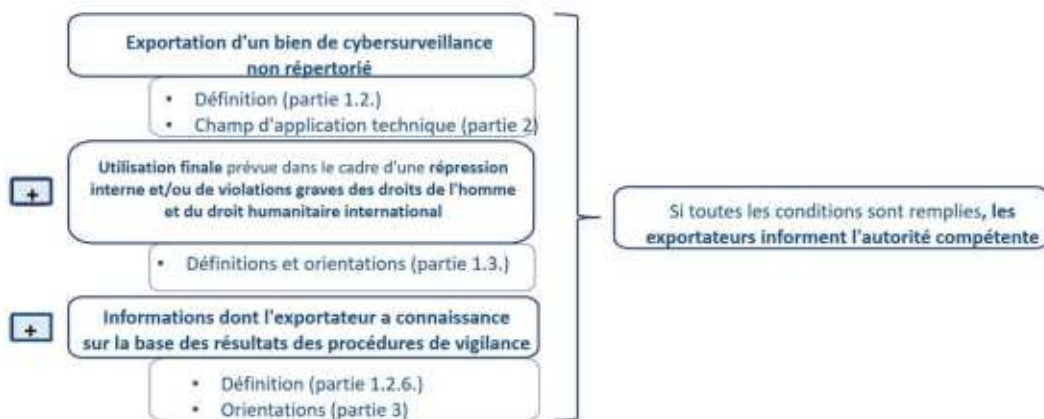 Exportation d'un bien de cybersurveillance
non répertorié
• Définition (partie 1.2.)
• Champ d'application technique (partie 2)
+
Utilisation finale prévue dans le cadre d'une répression
interne et/ou de violations graves des droits de l'homme
et du droit humanitaire international
• Définitions et orientations (partie 1.3.)
+
Informations dont l'exportateur a connaissance
sur la base des résultats des procédures de vigilance
• Définition (partie 1.2.6.)
• Orientations (partie 3)
Si toutes les conditions sont remplies, les
exportateurs informent l'autorité compétente